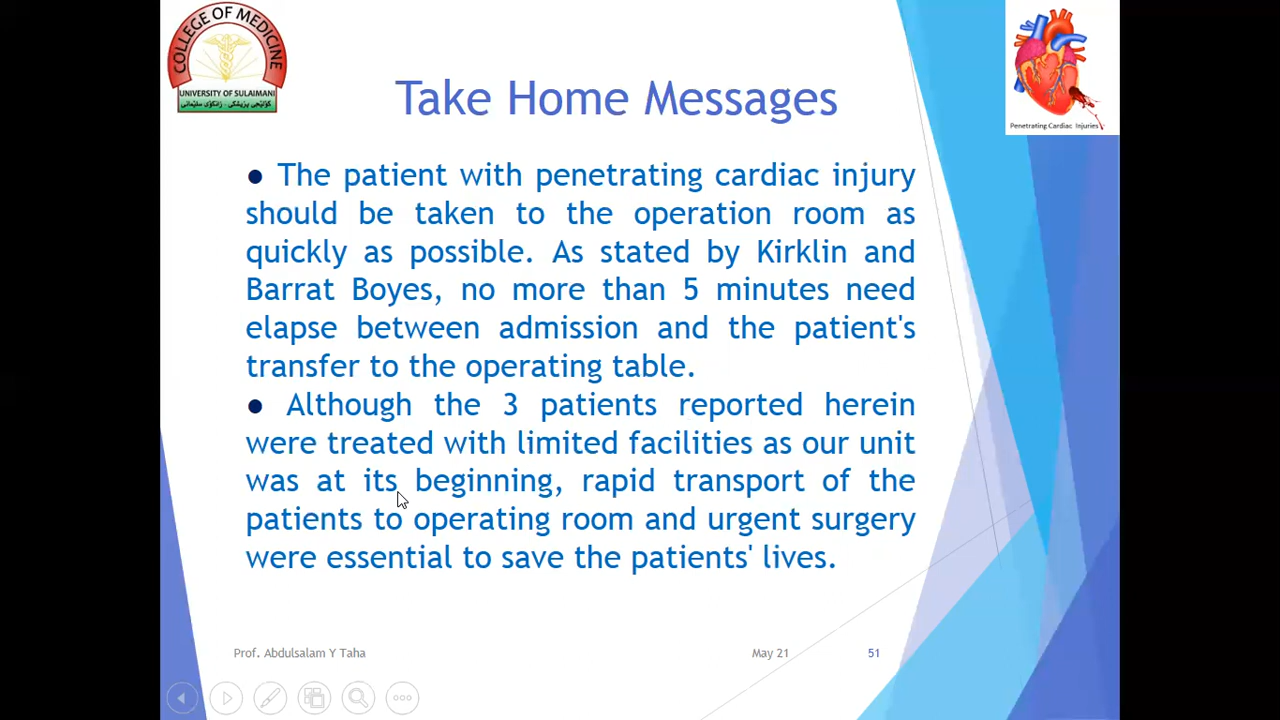 COLLEGE OF MEDICINE
UNIVERSITY OF SULAIMANI
کۆلێجی پزیشکی - زانکۆی سلێمانی
Take Home Messages
Penetrating Cardiac Injuries
● The patient with penetrating cardiac injury
should be taken to the operation room as
quickly as possible. As stated by Kirklin and
Barrat Boyes, no more than 5 minutes need
elapse between admission and the patient's
transfer to the operating table.
● Although the 3 patients reported herein
were treated with limited facilities as our unit
was at its beginning, rapid transport of the
patients to operating room and urgent surgery
were essential to save the patients' lives.
Prof. Abdulsalam Y Taha
May 21
51